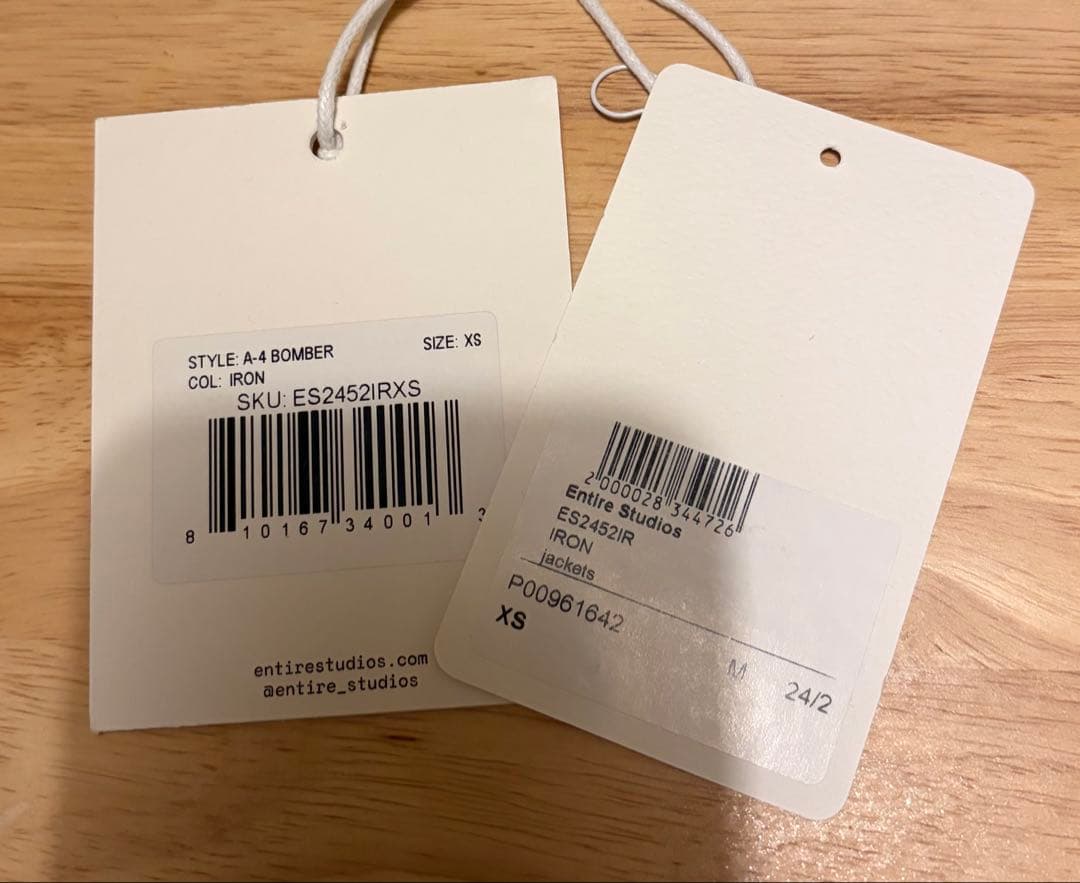 STYLE: A-4 BOMBER SIZE: XS
COL: IRON
SKU: ES2452IRXS
8 10167 34001 3
entirestudios.com
@entire_studios
2000028344726
Entire Studios
ES2452IR
IRON
jackets
P00961642
XS
M
24/2